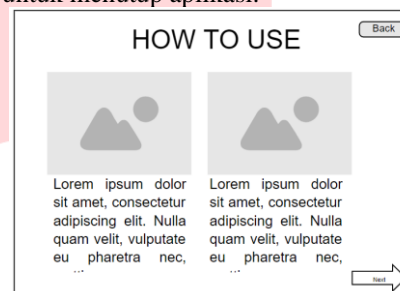 untuk menutup aplikasi.
HOW TO USE
Back
Lorem ipsum dolor
sit amet, consectetur
adipiscing elit. Nulla
quam velit, vulputate
eu pharetra nec,
Lorem ipsum dolor
sit amet, consectetur
adipiscing elit. Nulla
quam velit, vulputate
eu pharetra nec,
Next